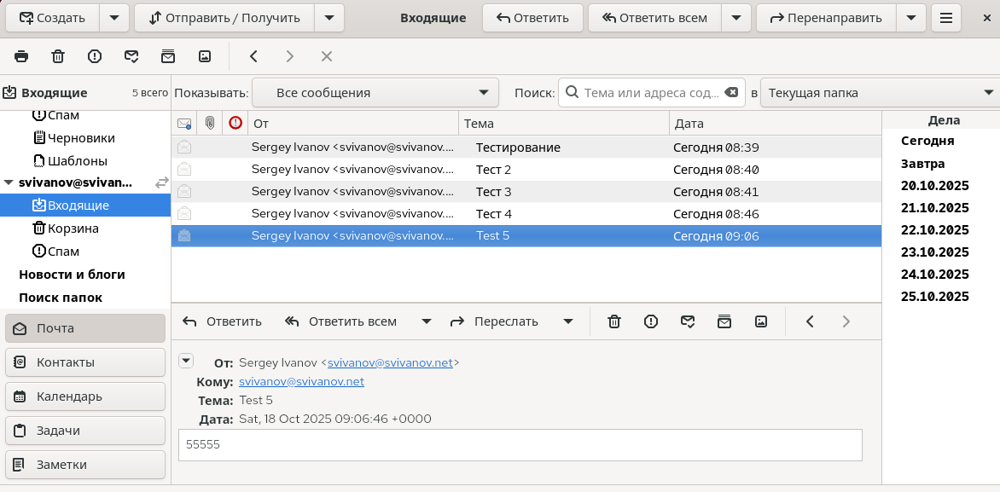 Создать Отправить / Получить Входящие Ответить Ответить всем Перенаправить
Входящие 5 всего Показывать: Все сообщения Поиск: Тема или адреса сод... в Текущая папка
Спам
Черновики
Шаблоны
svivanov@svivan...
Входящие
Корзина
Спам
Новости и блоги
Поиск папок
Почта
Контакты
Календарь
Задачи
Заметки
От Тема Дата
Sergey Ivanov <svivanov@svivanov.... Тестирование Сегодня 08:39
Sergey Ivanov <svivanov@svivanov.... Тест 2 Сегодня 08:40
Sergey Ivanov <svivanov@svivanov.... Тест 3 Сегодня 08:41
Sergey Ivanov <svivanov@svivanov.... Тест 4 Сегодня 08:46
Sergey Ivanov <svivanov@svivanov.... Test 5 Сегодня 09:06
Ответить Ответить всем Переслать
От: Sergey Ivanov <svivanov@svivanov.net>
Кому: svivanov@svivanov.net
Тема: Test 5
Дата: Sat, 18 Oct 2025 09:06:46 +0000
55555
Дела
Сегодня
Завтра
20.10.2025
21.10.2025
22.10.2025
23.10.2025
24.10.2025
25.10.2025